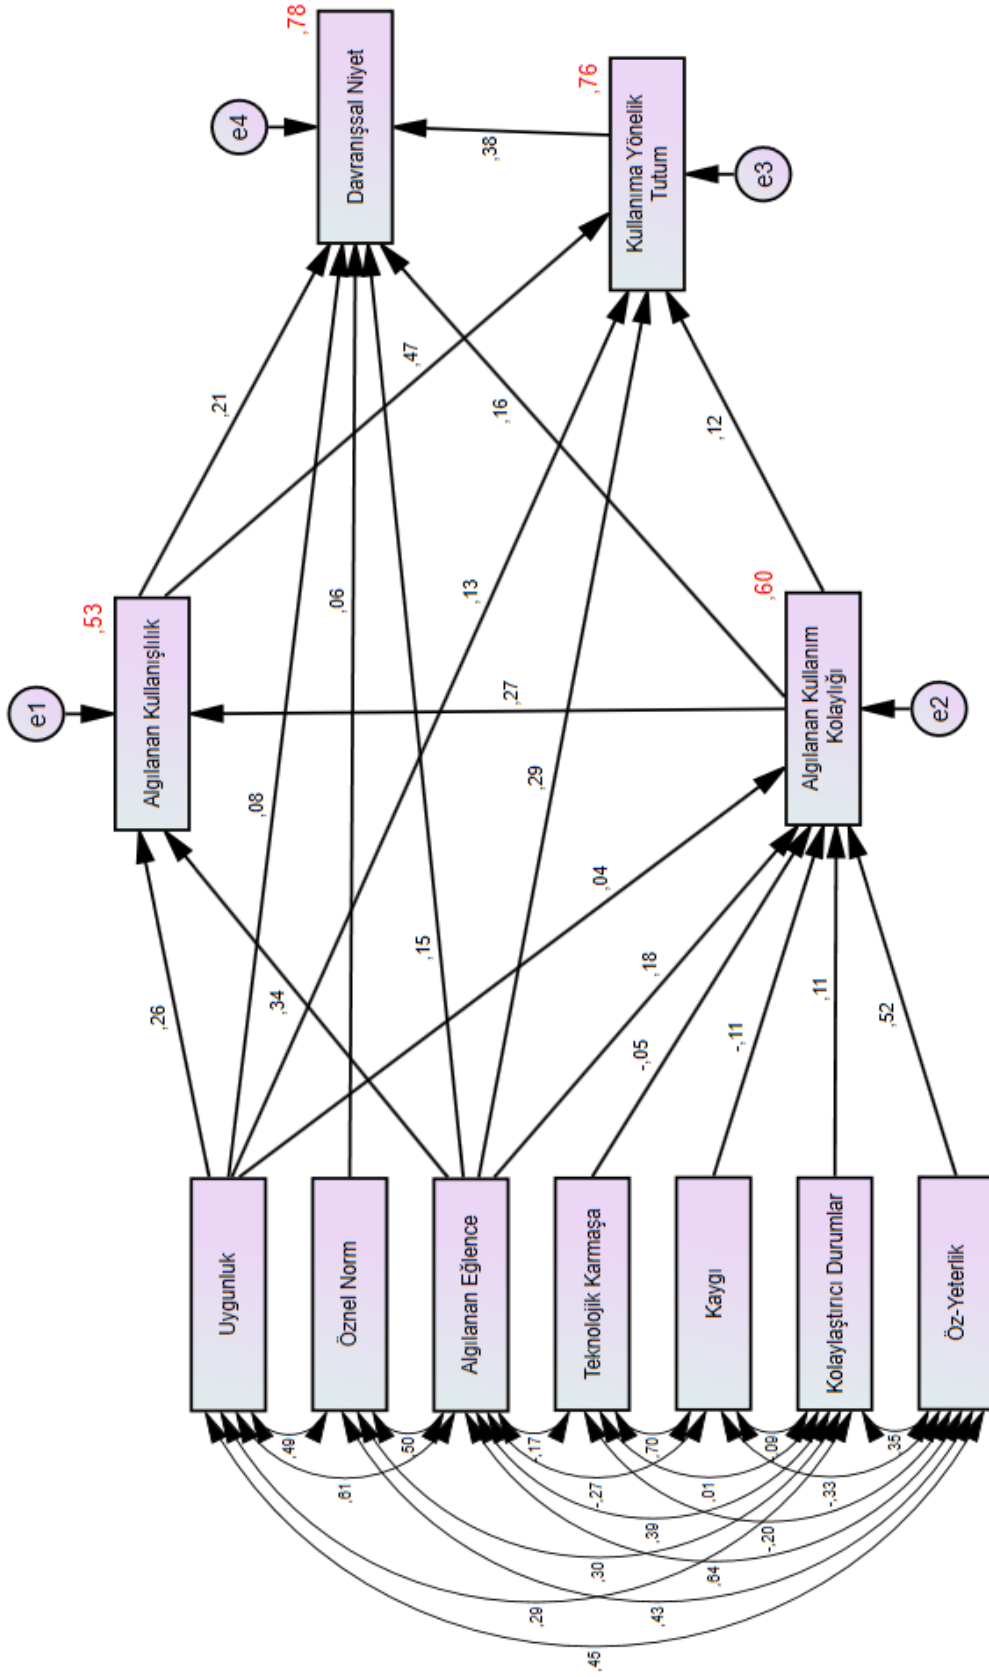 e1
,53
Algılanan Kullanışlılık
e4
,78
Davranışsal Niyet
,76
Kullanıma Yönelik
Tutum
e3
,60
Algılanan Kullanım
Kolaylığı
e2
Uygunluk
Öznel Norm
Algılanan Eğlence
Teknolojik Karmaşa
Kaygı
Kolaylaştırıcı Durumlar
Öz-Yeterlik
,26
,34
,08
,06
,15
,13
,29
,04
,18
-,05
-,11
,11
,52
,27
,21
,47
,16
,12
,38
,49
,50
-,17
,70
,09
,35
,61
-,27
,01
-,33
,39
-,20
,30
,64
,29
,43
,45